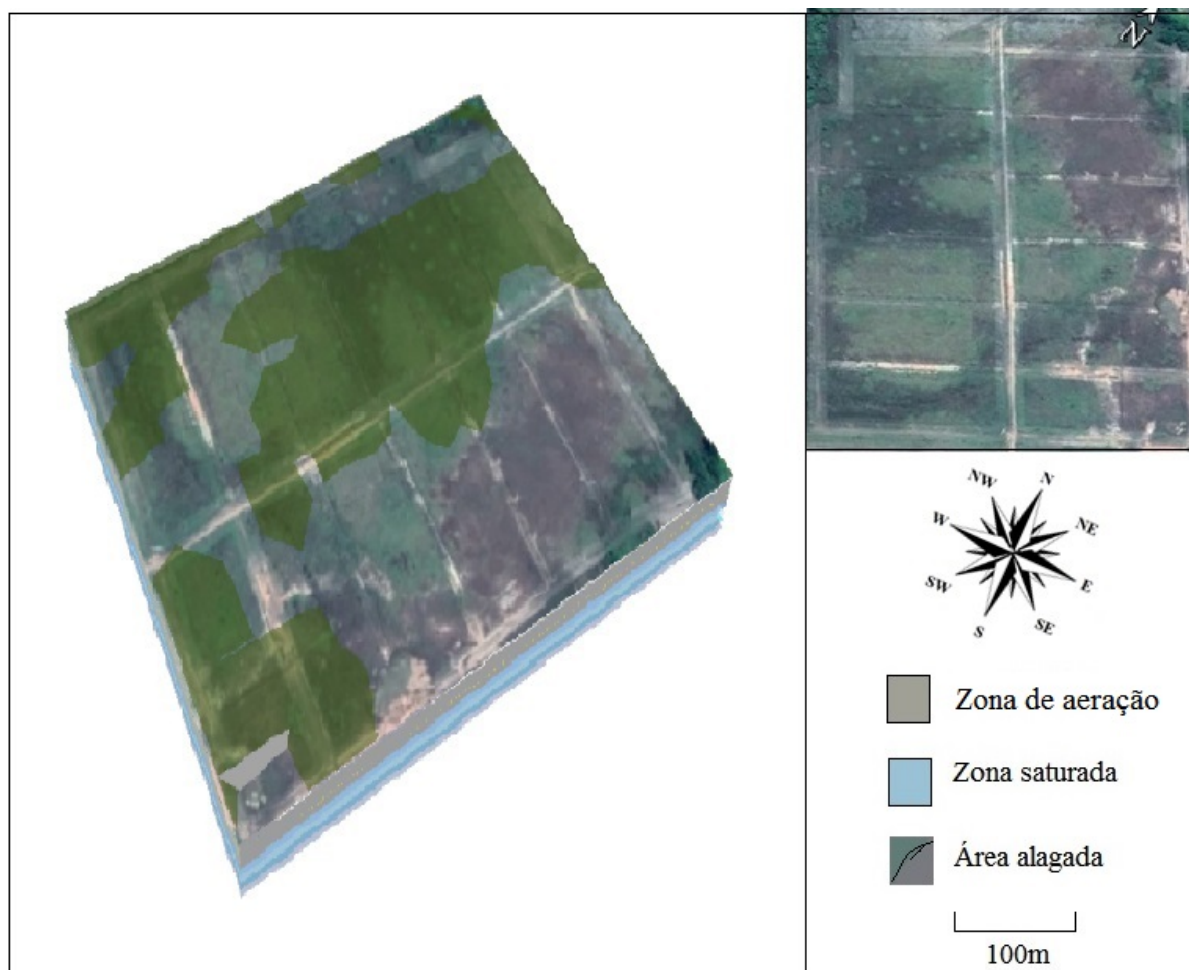 N
N
NW
NE
W
E
SW
SE
S
Zona de aeração
Zona saturada
Área alagada
100m